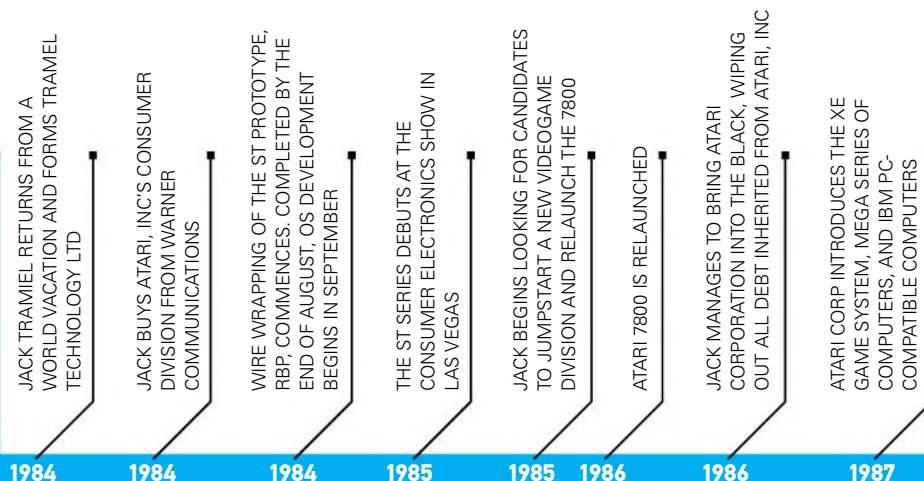 JACK TRAMIEL RETURNS FROM A
WORLD VACATION AND FORMS TRAMEL
TECHNOLOGY LTD
1984
JACK BUYS ATARI, INC'S CONSUMER
DIVISION FROM WARNER
COMMUNICATIONS
1984
WIRE WRAPPING OF THE ST PROTOTYPE,
RBP, COMMENCES. COMPLETED BY THE
END OF AUGUST, OS DEVELOPMENT
BEGINS IN SEPTEMBER
1984
THE ST SERIES DEBUTS AT THE
CONSUMER ELECTRONICS SHOW IN
LAS VEGAS
1985
JACK BEGINS LOOKING FOR CANDIDATES
TO JUMPSTART A NEW VIDEOGAME
DIVISION AND RELAUNCH THE 7800
1985
ATARI 7800 IS RELAUNCHED
1986
JACK MANAGES TO BRING ATARI
CORPORATION INTO THE BLACK, WIPING
OUT ALL DEBT INHERITED FROM ATARI, INC
1986
ATARI CORP INTRODUCES THE XE
GAME SYSTEM, MEGA SERIES OF
COMPUTERS, AND IBM PC-
COMPATIBLE COMPUTERS
1987